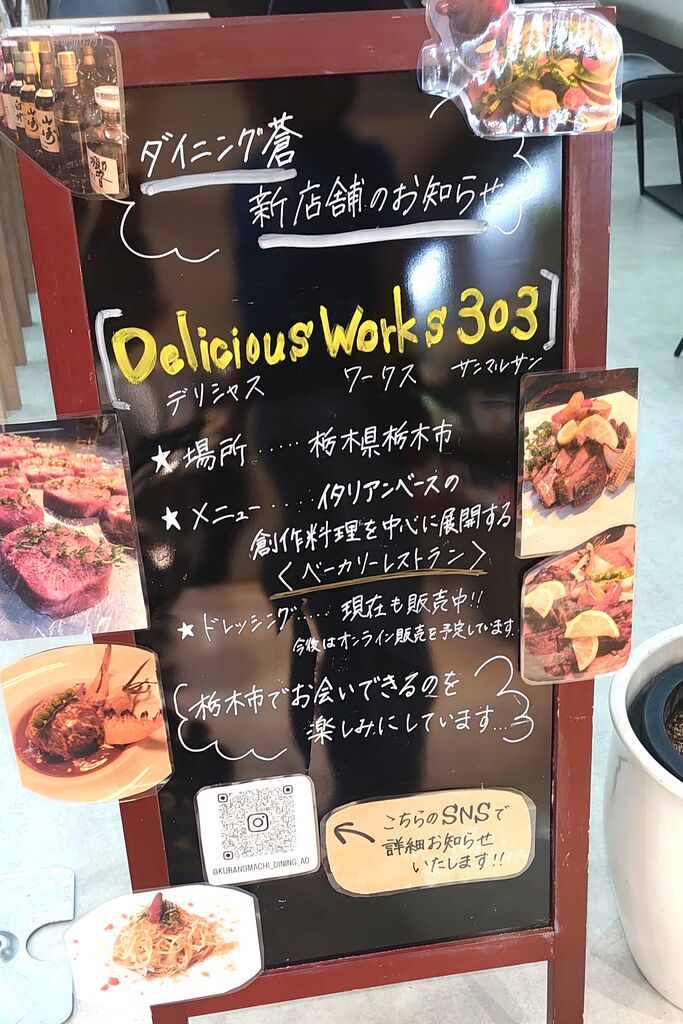 ダイニング蒼
新店舗のお知らせ
[Delicious Works 303]
デリシャス ワークス サンマルサン
★場所・・・・・栃木県栃木市
★メニュー・・・・・イタリアンベースの
創作料理を中心に展開する
〈ベーカリーレストラン〉
★ドレッシング・・・・・現在も販売中!!
今後はオンライン販売を予定しています.
栃木市でお会いできるのを
楽しみにしています...
@KURANOMACHI_DINING_AO
こちらのSNSで
詳細お知らせ
いたします!!
山崎